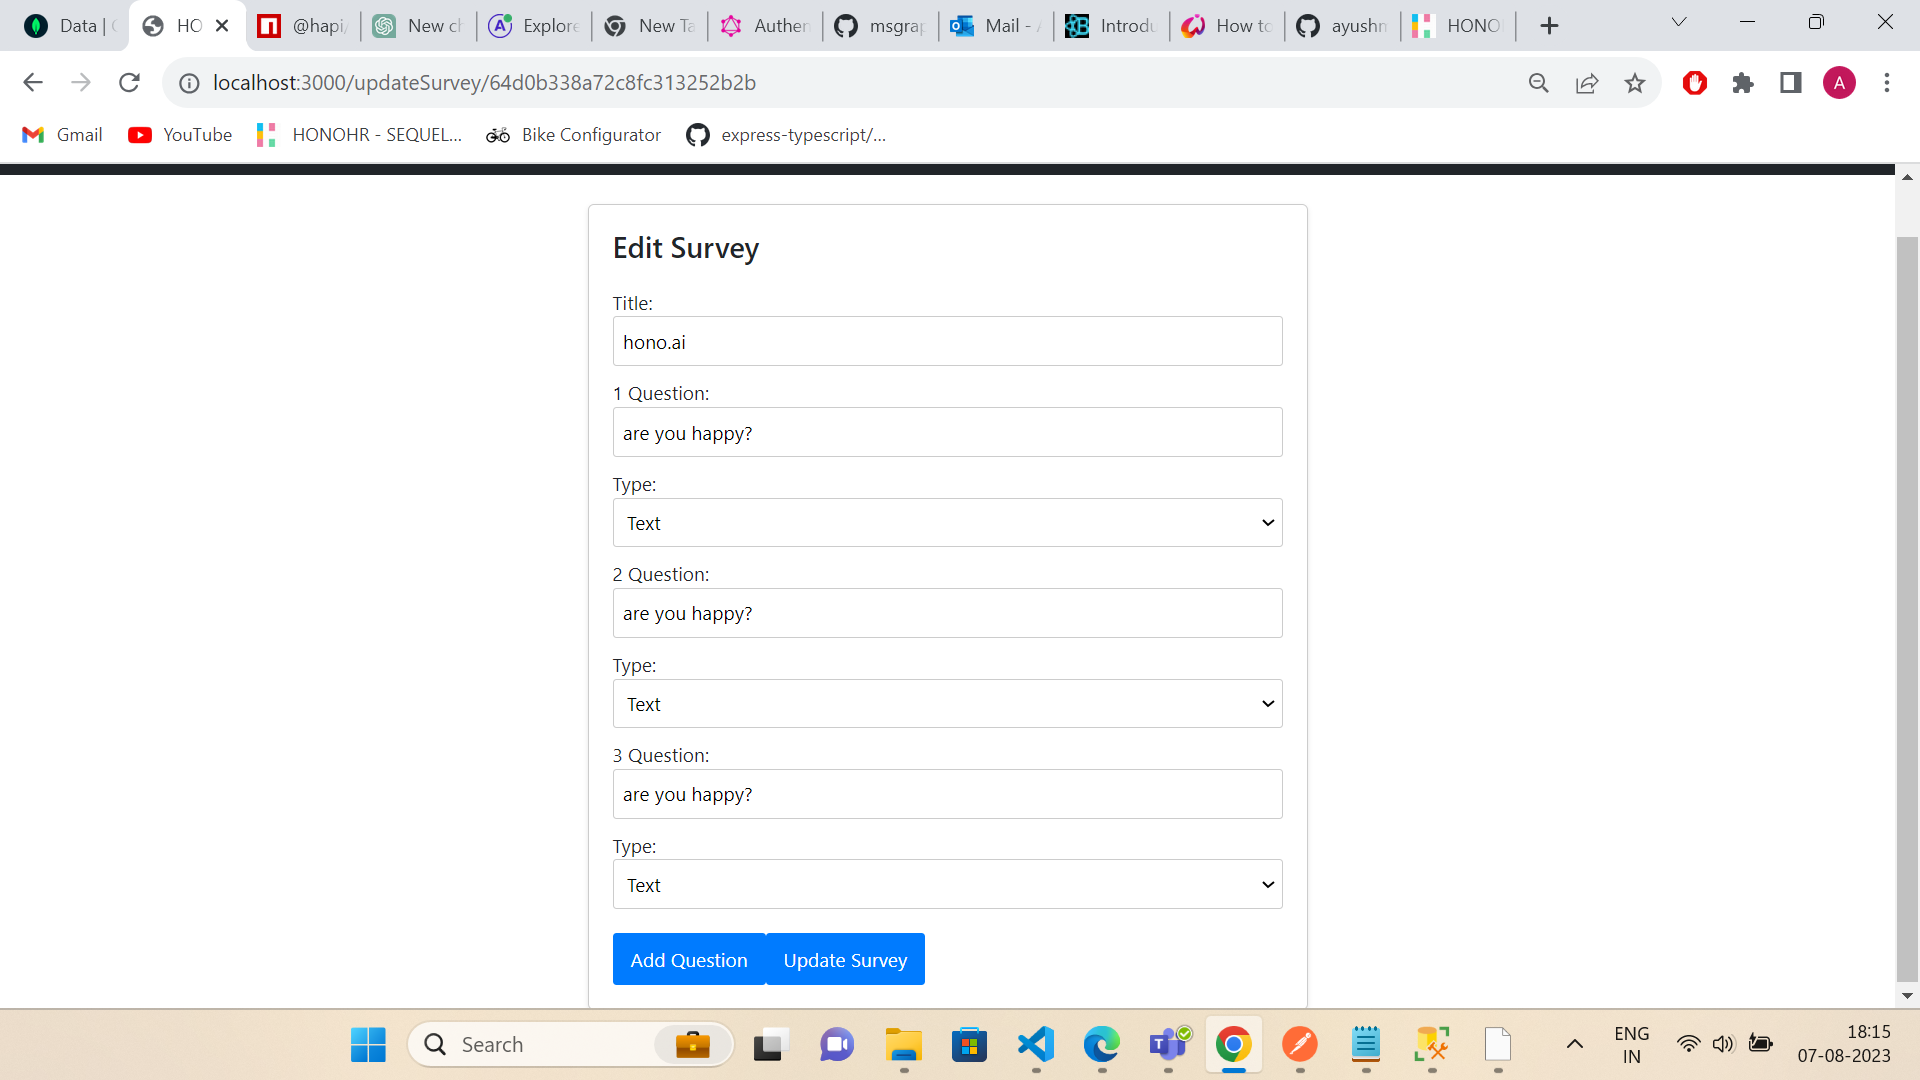 Data |
HO
@hapi/
New ch
Explore
New Ta
Authen
msgrap
Mail -
Introdu
How to
ayushn
HONO
localhost:3000/updateSurvey/64d0b338a72c8fc313252b2b
A
Gmail
YouTube
HONOHR - SEQUEL...
Bike Configurator
express-typescript/...
Edit Survey
Title:
hono.ai
1 Question:
are you happy?
Type:
Text
2 Question:
are you happy?
Type:
Text
3 Question:
are you happy?
Type:
Text
Add Question
Update Survey
Search
ENG
IN
18:15
07-08-2023